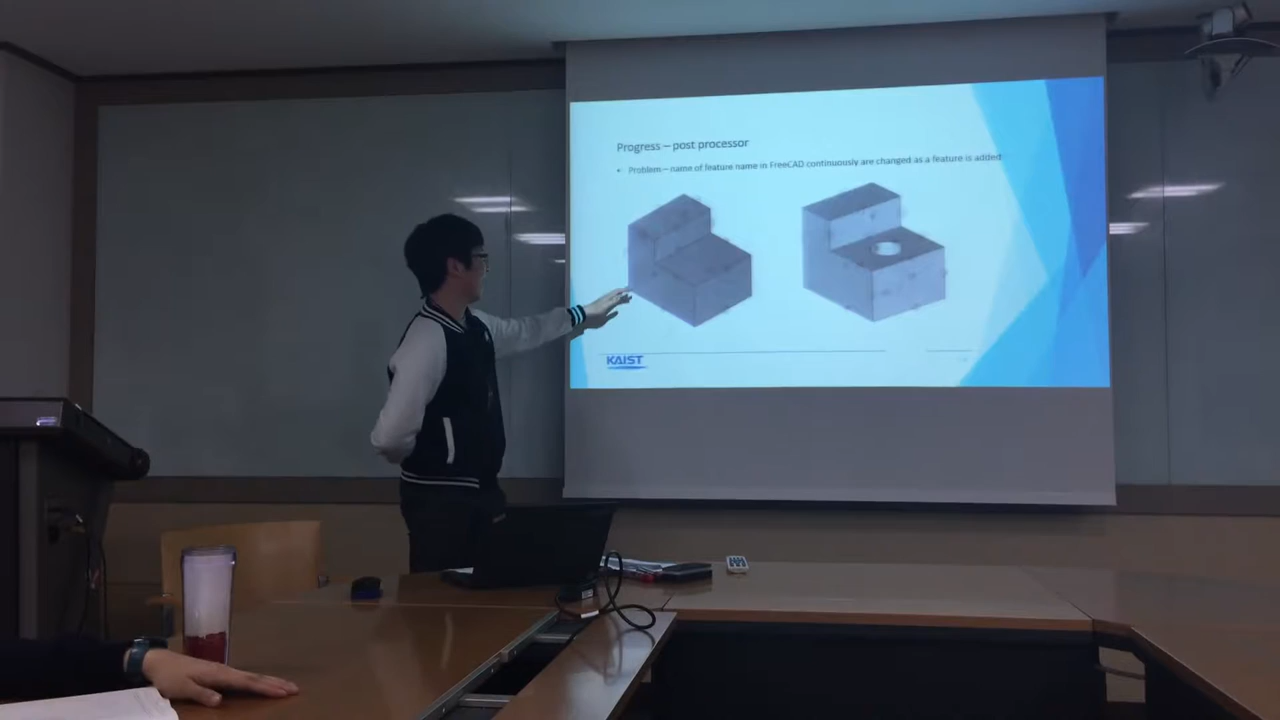 Progress – post processor
• Problem – name of feature name in FreeCAD continuously are changed as a feature is added
KAIST